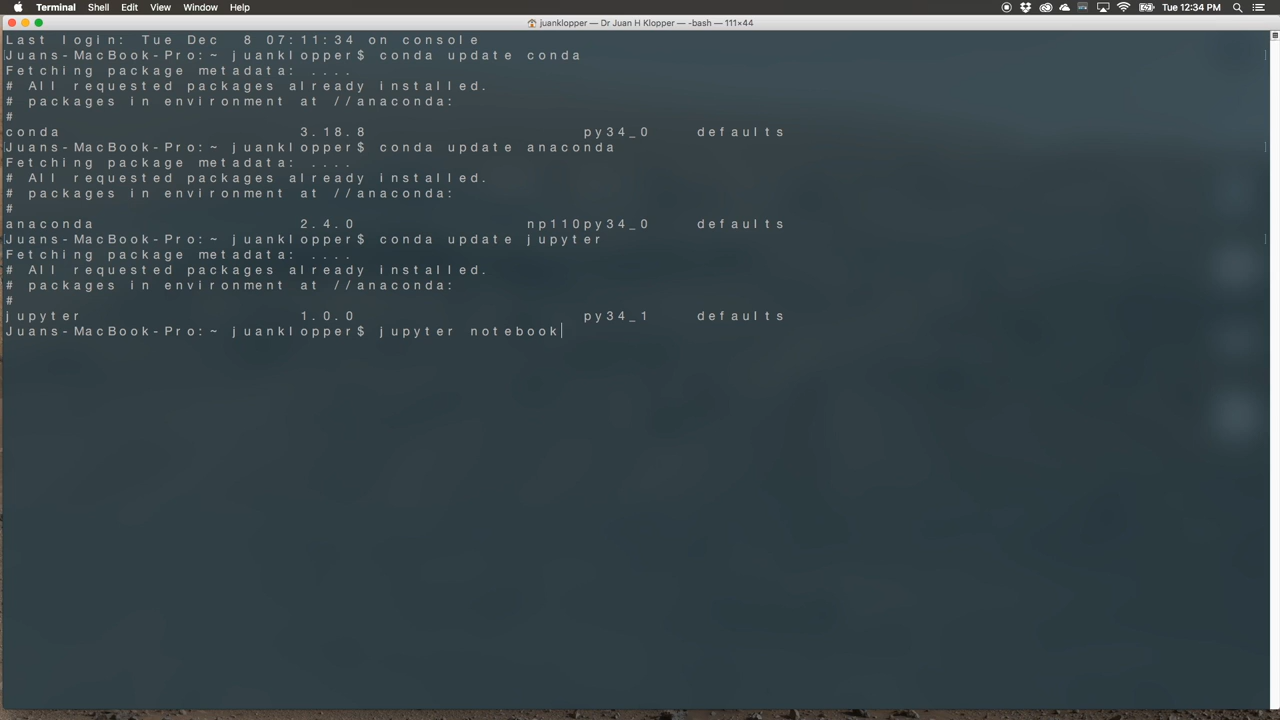 Terminal Shell Edit View Window Help Tue 12:34 PM
juanklopper — Dr Juan H Klopper — -bash — 111×44
Last login: Tue Dec  8 07:11:34 on console
Juans-MacBook-Pro:~ juanklopper$ conda update conda
Fetching package metadata: ....
# All requested packages already installed.
# packages in environment at //anaconda:
#
conda                     3.18.8                   py34_0    defaults
Juans-MacBook-Pro:~ juanklopper$ conda update anaconda
Fetching package metadata: ....
# All requested packages already installed.
# packages in environment at //anaconda:
#
anaconda                  2.4.0               np110py34_0    defaults
Juans-MacBook-Pro:~ juanklopper$ conda update jupyter
Fetching package metadata: ....
# All requested packages already installed.
# packages in environment at //anaconda:
#
jupyter                   1.0.0                    py34_1    defaults
Juans-MacBook-Pro:~ juanklopper$ jupyter notebook